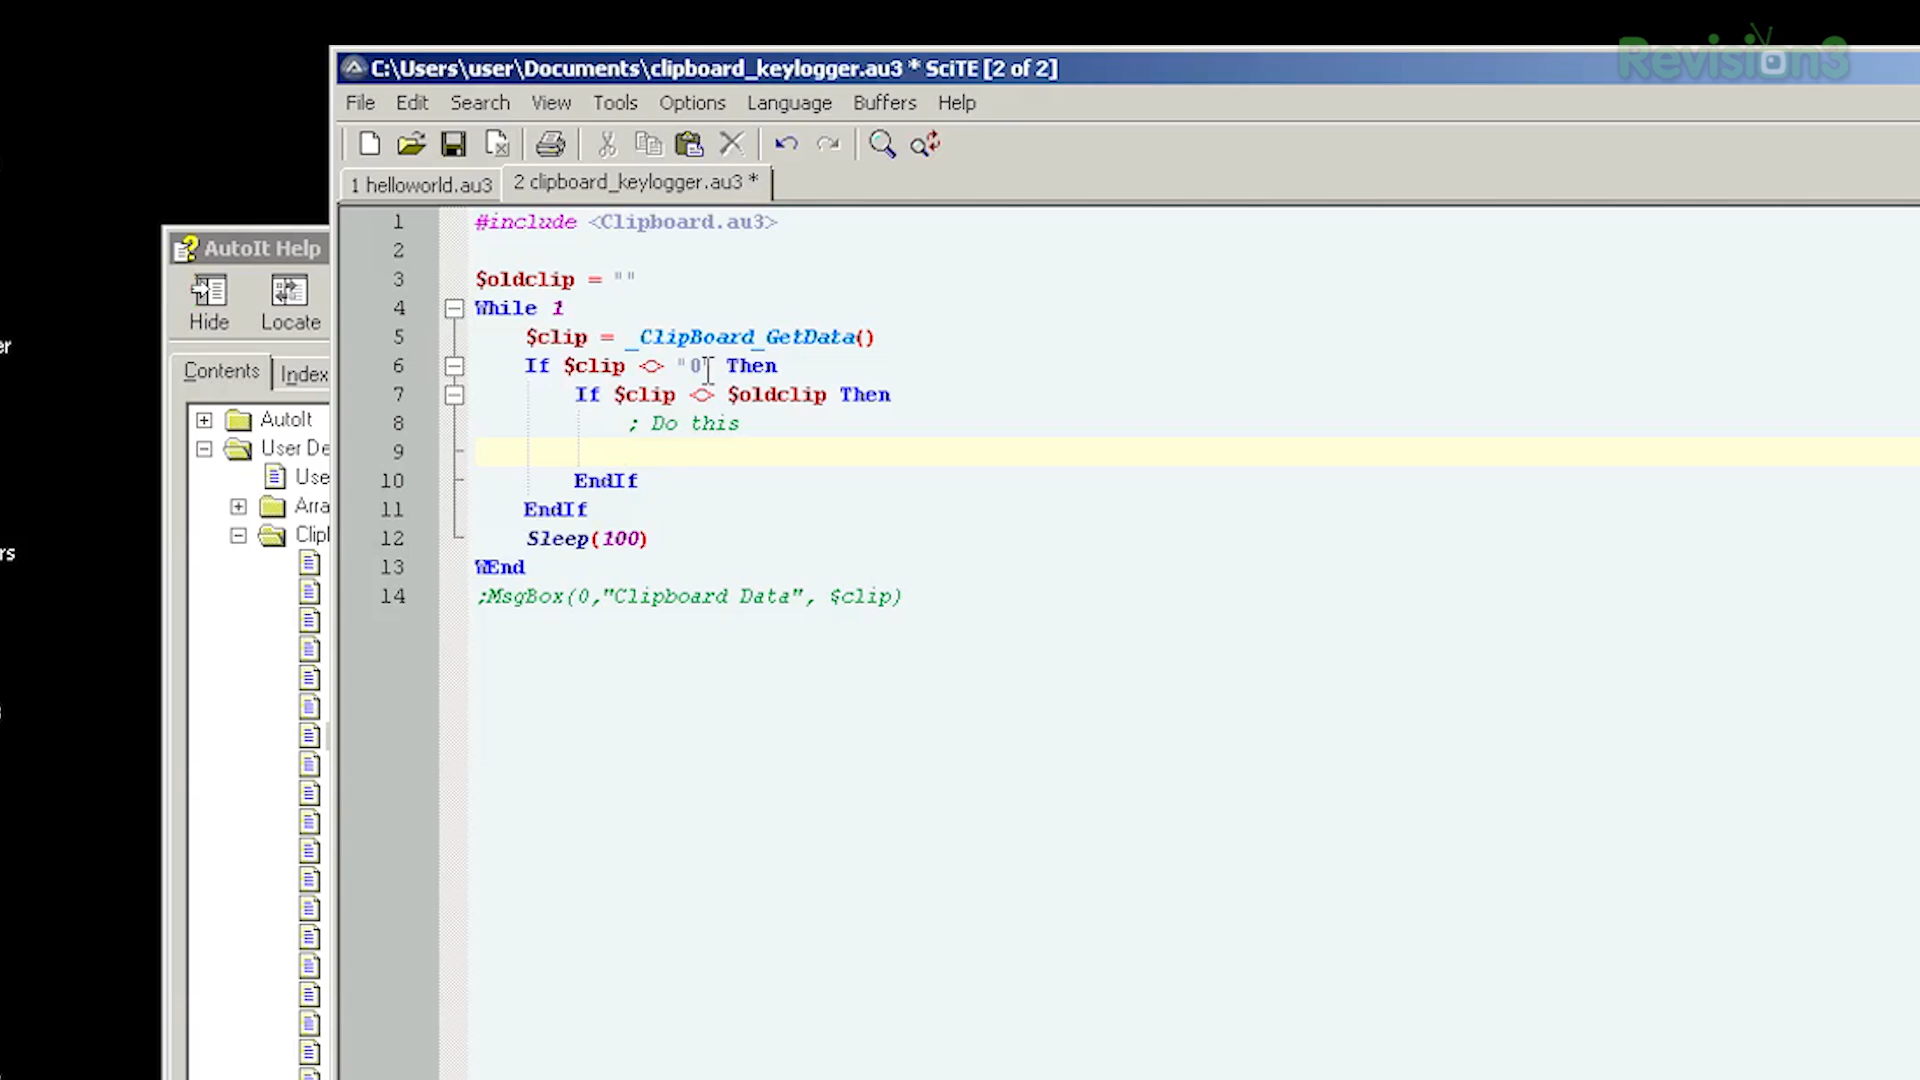 Revision3
C:\Users\user\Documents\clipboard_keylogger.au3 * SciTE [2 of 2]
File Edit Search View Tools Options Language Buffers Help
1 helloworld.au3 2 clipboard_keylogger.au3 *
1 #include <Clipboard.au3>
2
3 $oldclip = ""
4 While 1
5 $clip = _ClipBoard_GetData()
6 If $clip <> "0" Then
7 If $clip <> $oldclip Then
8 ; Do this
9
10 EndIf
11 EndIf
12 Sleep(100)
13 WEnd
14 ;MsgBox(0,"Clipboard Data", $clip)
AutoIt Help
Hide Locate
Contents Index
AutoIt
User De
Use
Arra
Clip
er
rs